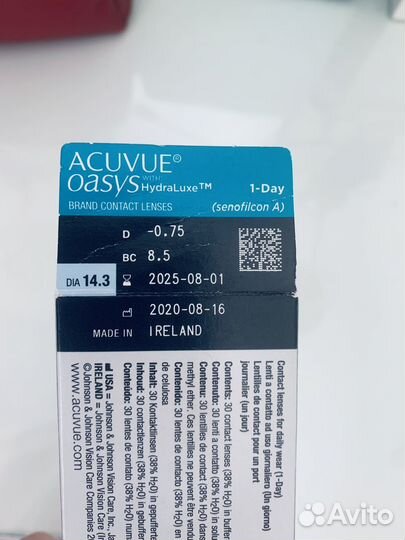 ACUVUE®
oasys WITH HydraLuxe™ 1-Day
BRAND CONTACT LENSES (senofilcon A)
D -0.75
BC 8.5
DIA 14.3 2025-08-01
2020-08-16
MADE IN IRELAND
Contact lenses for daily wear (1-Day)
Lenti a contatto ad uso giornaliero (Un giorno)
Lentilles de contact pour un port
journalier (un jour)
Contents: 30 contact lenses (38% H₂O) in buffere
Contenuto: 30 lenti a contatto (38% H₂O) in solu
Contenu: 30 lentilles de contact (38% H₂O) dans
methyl ether. Ces lentilles ne peuvent être vendu
Contenido: 30 lentes de contacto (38% H₂O) en
de celulosa
Inhalt: 30 Kontaktlinsen (38% H₂O) in gepufferte
Inhoud: 30 contactlenzen (38% H₂O) in gebuffer
Conteúdo: 30 lentes de contacto (38% H₂O) num
USA = Johnson & Johnson Vision Care, Inc. Ja
IRELAND = Johnson & Johnson Vision Care (Ir
©Johnson & Johnson Vision Care Companies 2
www.acuvue.com
Avito